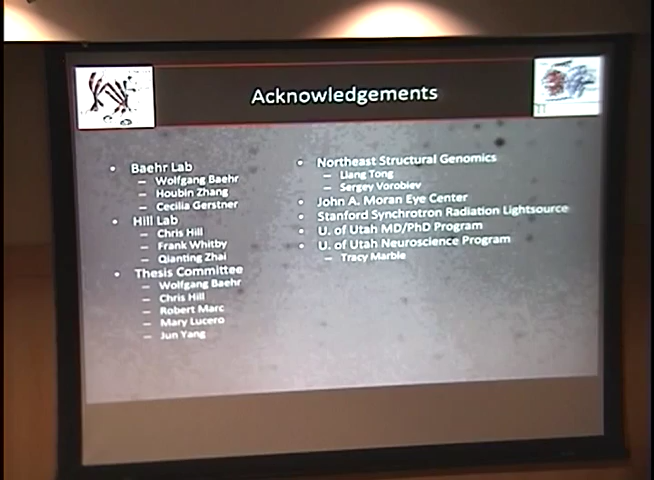 Acknowledgements
• Baehr Lab
– Wolfgang Baehr
– Houbin Zhang
– Cecilia Gerstner
• Hill Lab
– Chris Hill
– Frank Whitby
– Qianting Zhai
• Thesis Committee
– Wolfgang Baehr
– Chris Hill
– Robert Marc
– Mary Lucero
– Jun Yang
• Northeast Structural Genomics
– Liang Tong
– Sergey Vorobiev
• John A. Moran Eye Center
• Stanford Synchrotron Radiation Lightsource
• U. of Utah MD/PhD Program
• U. of Utah Neuroscience Program
– Tracy Marble